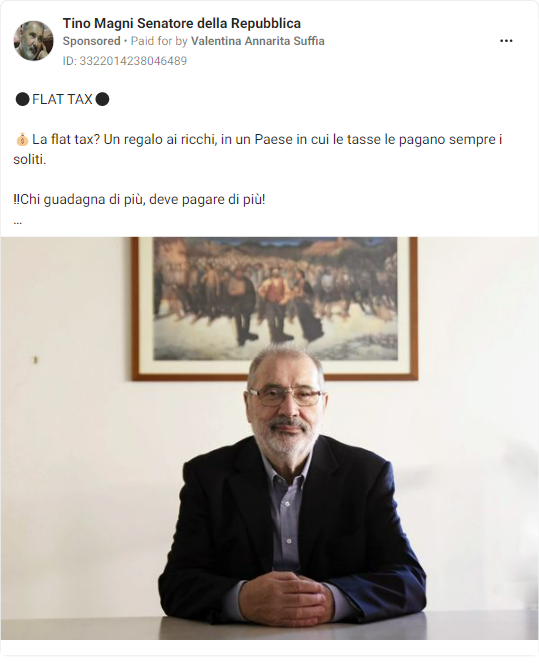 Tino Magni Senatore della Repubblica
Sponsored • Paid for by Valentina Annarita Suffia
ID: 3322014238046489
⚫FLAT TAX⚫
💰La flat tax? Un regalo ai ricchi, in un Paese in cui le tasse le pagano sempre i
soliti.
‼️Chi guadagna di più, deve pagare di più!
...